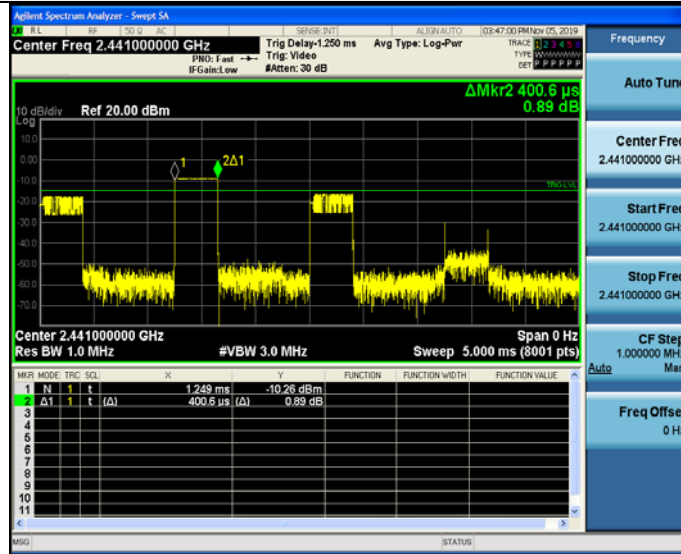 Agilent Spectrum Analyzer - Swept SA
RL RF 50 Ω AC SENSE:INT ALIGN AUTO 03:47:00 PM Nov 05, 2019
Center Freq 2.441000000 GHz
PNO: Fast
IFGain:Low
Trig Delay-1.250 ms
Trig: Video
#Atten: 30 dB
Avg Type: Log-Pwr
TRACE 1 2 3 4 5 6
TYPE WWWWWW
DET P P P P P P
ΔMkr2 400.6 µs
0.89 dB
10 dB/div Ref 20.00 dBm
Log
10.0
0.00
-10.0
-20.0
-30.0
-40.0
-50.0
-60.0
-70.0
1
2Δ1
TRIG LVL
Center 2.441000000 GHz Span 0 Hz
Res BW 1.0 MHz #VBW 3.0 MHz Sweep 5.000 ms (8001 pts)
MKR MODE TRC SCL X Y FUNCTION FUNCTION WIDTH FUNCTION VALUE
1 N 1 t 1.249 ms -10.26 dBm
2 Δ1 1 t (Δ) 400.6 µs (Δ) 0.89 dB
3
4
5
6
7
8
9
10
11
MSG STATUS
Frequency
Auto Tun
Center Fre
2.441000000 GH
Start Fre
2.441000000 GH
Stop Fre
2.441000000 GH
CF Step
1.000000 MH
Auto Mar
Freq Offse
0 H